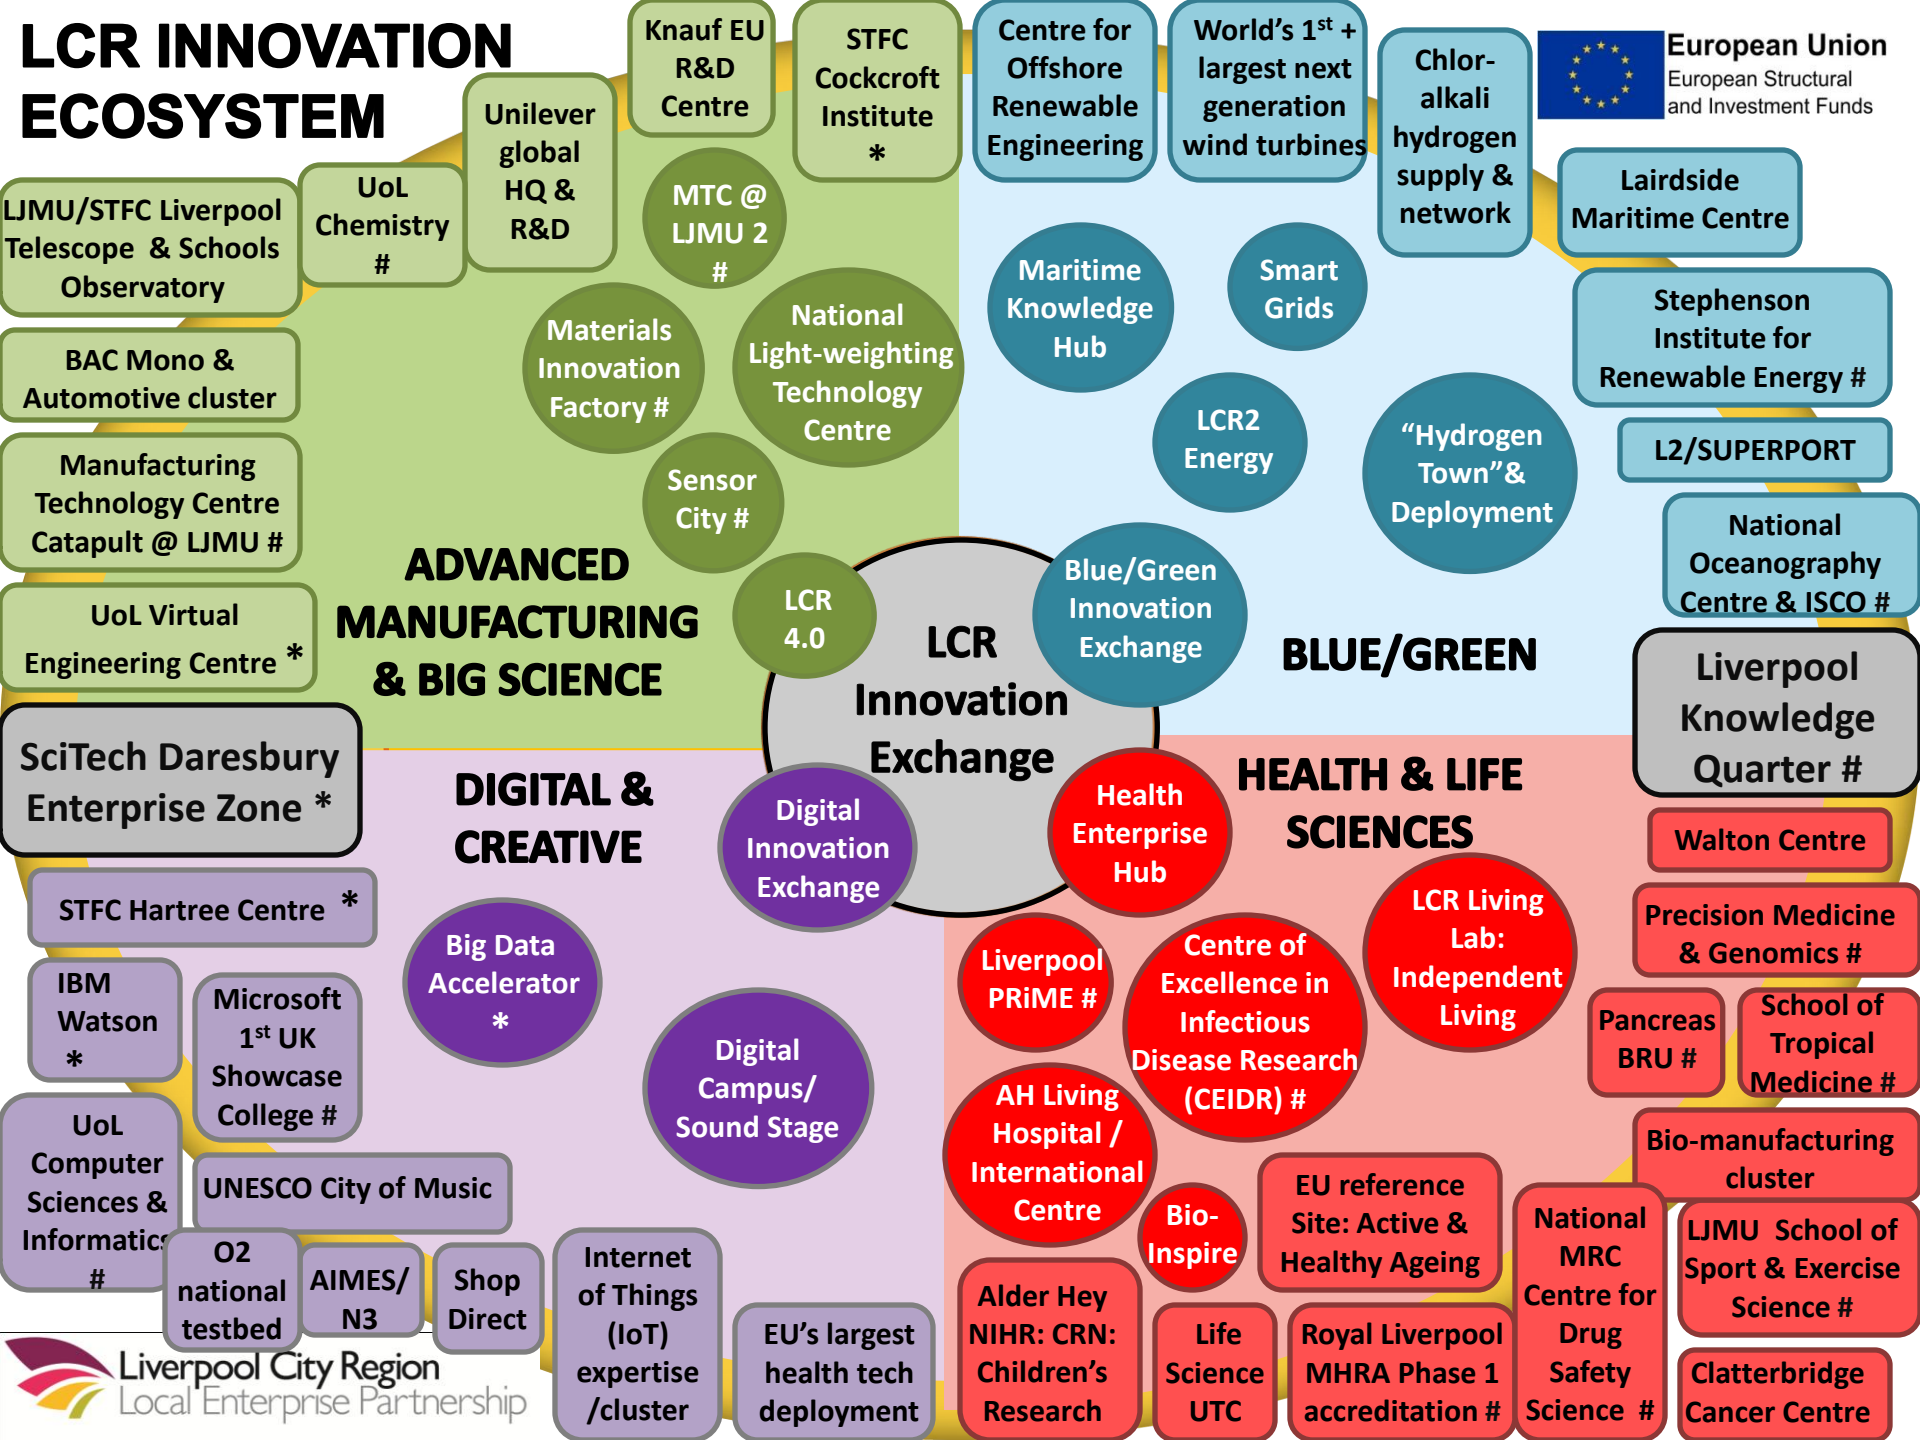 LCR INNOVATION
ECOSYSTEM
Knauf EU
R&D
Centre
STFC
Cockcroft
Institute
*
Centre for
Offshore
Renewable
Engineering
World's 1st +
largest next
generation
wind turbines
Chlor-
alkali
hydrogen
supply &
network
European Union
European Structural
and Investment Funds
Unilever
global
HQ &
R&D
UoL
Chemistry
#
LJMU/STFC Liverpool
Telescope & Schools
Observatory
BAC Mono &
Automotive cluster
Manufacturing
Technology Centre
Catapult @ LJMU #
UoL Virtual
Engineering Centre *
MTC @
LJMU 2
#
Materials
Innovation
Factory #
National
Light-weighting
Technology
Centre
Sensor
City #
LCR
4.0
ADVANCED
MANUFACTURING
& BIG SCIENCE
Maritime
Knowledge
Hub
Smart
Grids
LCR2
Energy
“Hydrogen
Town”&
Deployment
Blue/Green
Innovation
Exchange
BLUE/GREEN
Lairdside
Maritime Centre
Stephenson
Institute for
Renewable Energy #
L2/SUPERPORT
National
Oceanography
Centre & ISCO #
LCR
Innovation
Exchange
SciTech Daresbury
Enterprise Zone *
Liverpool
Knowledge
Quarter #
DIGITAL &
CREATIVE
Digital
Innovation
Exchange
Big Data
Accelerator
*
Digital
Campus/
Sound Stage
STFC Hartree Centre *
IBM
Watson
*
Microsoft
1st UK
Showcase
College #
UoL
Computer
Sciences &
Informatics
#
UNESCO City of Music
O2
national
testbed
AIMES/
N3
Shop
Direct
Internet
of Things
(IoT)
expertise
/cluster
EU's largest
health tech
deployment
HEALTH & LIFE
SCIENCES
Health
Enterprise
Hub
Liverpool
PRiME #
Centre of
Excellence in
Infectious
Disease Research
(CEIDR) #
LCR Living
Lab:
Independent
Living
AH Living
Hospital /
International
Centre
Bio-
Inspire
Walton Centre
Precision Medicine
& Genomics #
Pancreas
BRU #
School of
Tropical
Medicine #
Bio-manufacturing
cluster
EU reference
Site: Active &
Healthy Ageing
National
MRC
Centre for
Drug
Safety
Science #
LJMU School of
Sport & Exercise
Science #
Alder Hey
NIHR: CRN:
Children's
Research
Life
Science
UTC
Royal Liverpool
MHRA Phase 1
accreditation #
Clatterbridge
Cancer Centre
Liverpool City Region
Local Enterprise Partnership